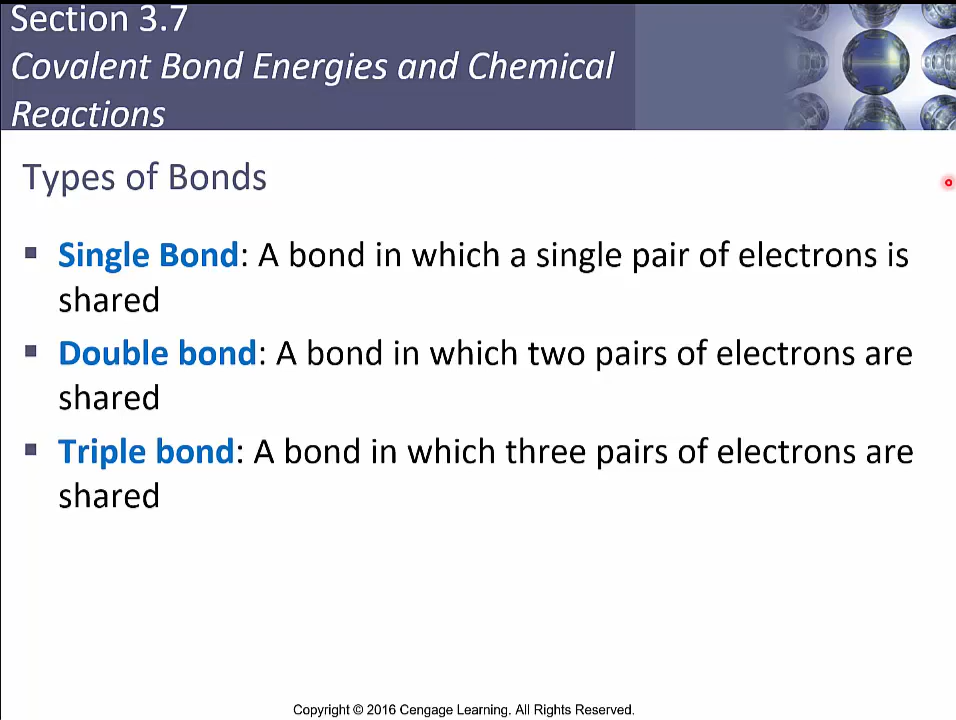 Section 3.7
Covalent Bond Energies and Chemical
Reactions
Types of Bonds
▪ Single Bond: A bond in which a single pair of electrons is
shared
▪ Double bond: A bond in which two pairs of electrons are
shared
▪ Triple bond: A bond in which three pairs of electrons are
shared
Copyright © 2016 Cengage Learning. All Rights Reserved.